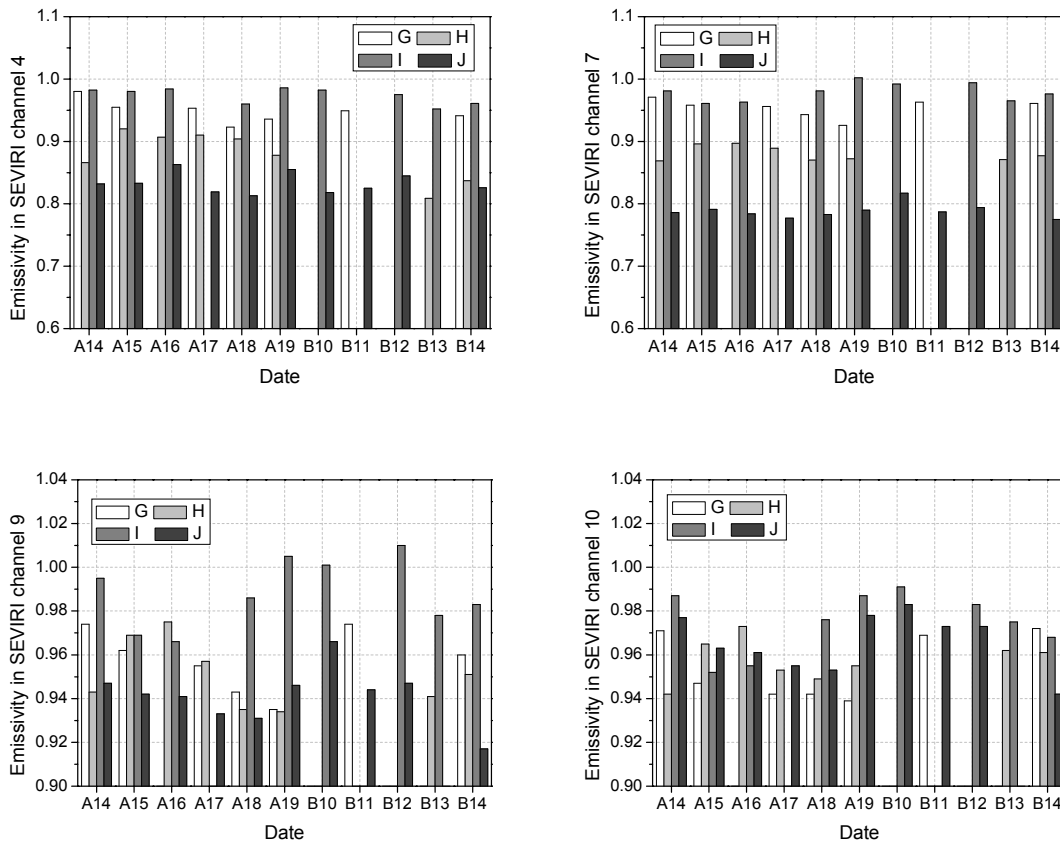 1.1
1.0
0.9
0.8
0.7
0.6
Emissivity in SEVIRI channel 4
G H
I J
A14 A15 A16 A17 A18 A19 B10 B11 B12 B13 B14
Date
1.1
1.0
0.9
0.8
0.7
0.6
Emissivity in SEVIRI channel 7
G H
I J
A14 A15 A16 A17 A18 A19 B10 B11 B12 B13 B14
Date
1.04
1.02
1.00
0.98
0.96
0.94
0.92
0.90
Emissivity in SEVIRI channel 9
G H
I J
A14 A15 A16 A17 A18 A19 B10 B11 B12 B13 B14
Date
1.04
1.02
1.00
0.98
0.96
0.94
0.92
0.90
Emissivity in SEVIRI channel 10
G H
I J
A14 A15 A16 A17 A18 A19 B10 B11 B12 B13 B14
Date